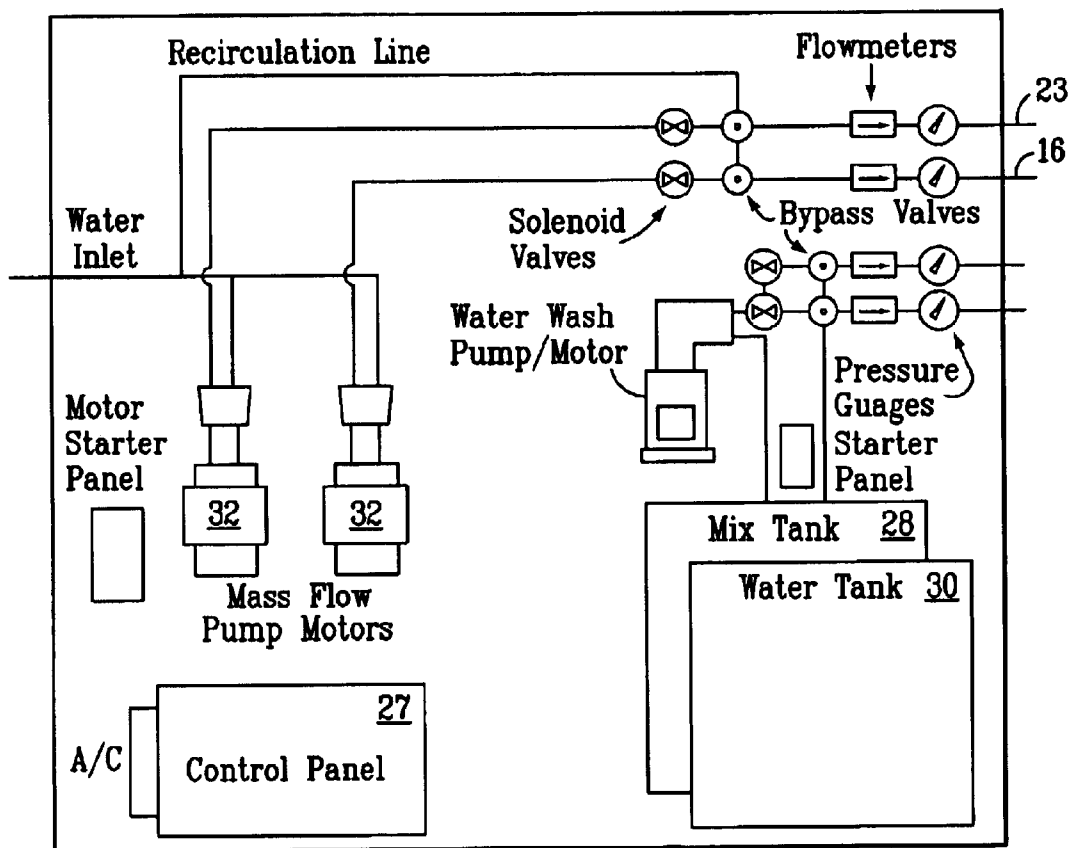 Recirculation Line
Flowmeters
23
16
Solenoid
Valves
Bypass Valves
Water
Inlet
Water Wash
Pump/Motor
Pressure
Guages
Motor
Starter
Panel
Starter
Panel
32
32
Mass Flow
Pump Motors
Mix Tank 28
Water Tank 30
27
A/C
Control Panel